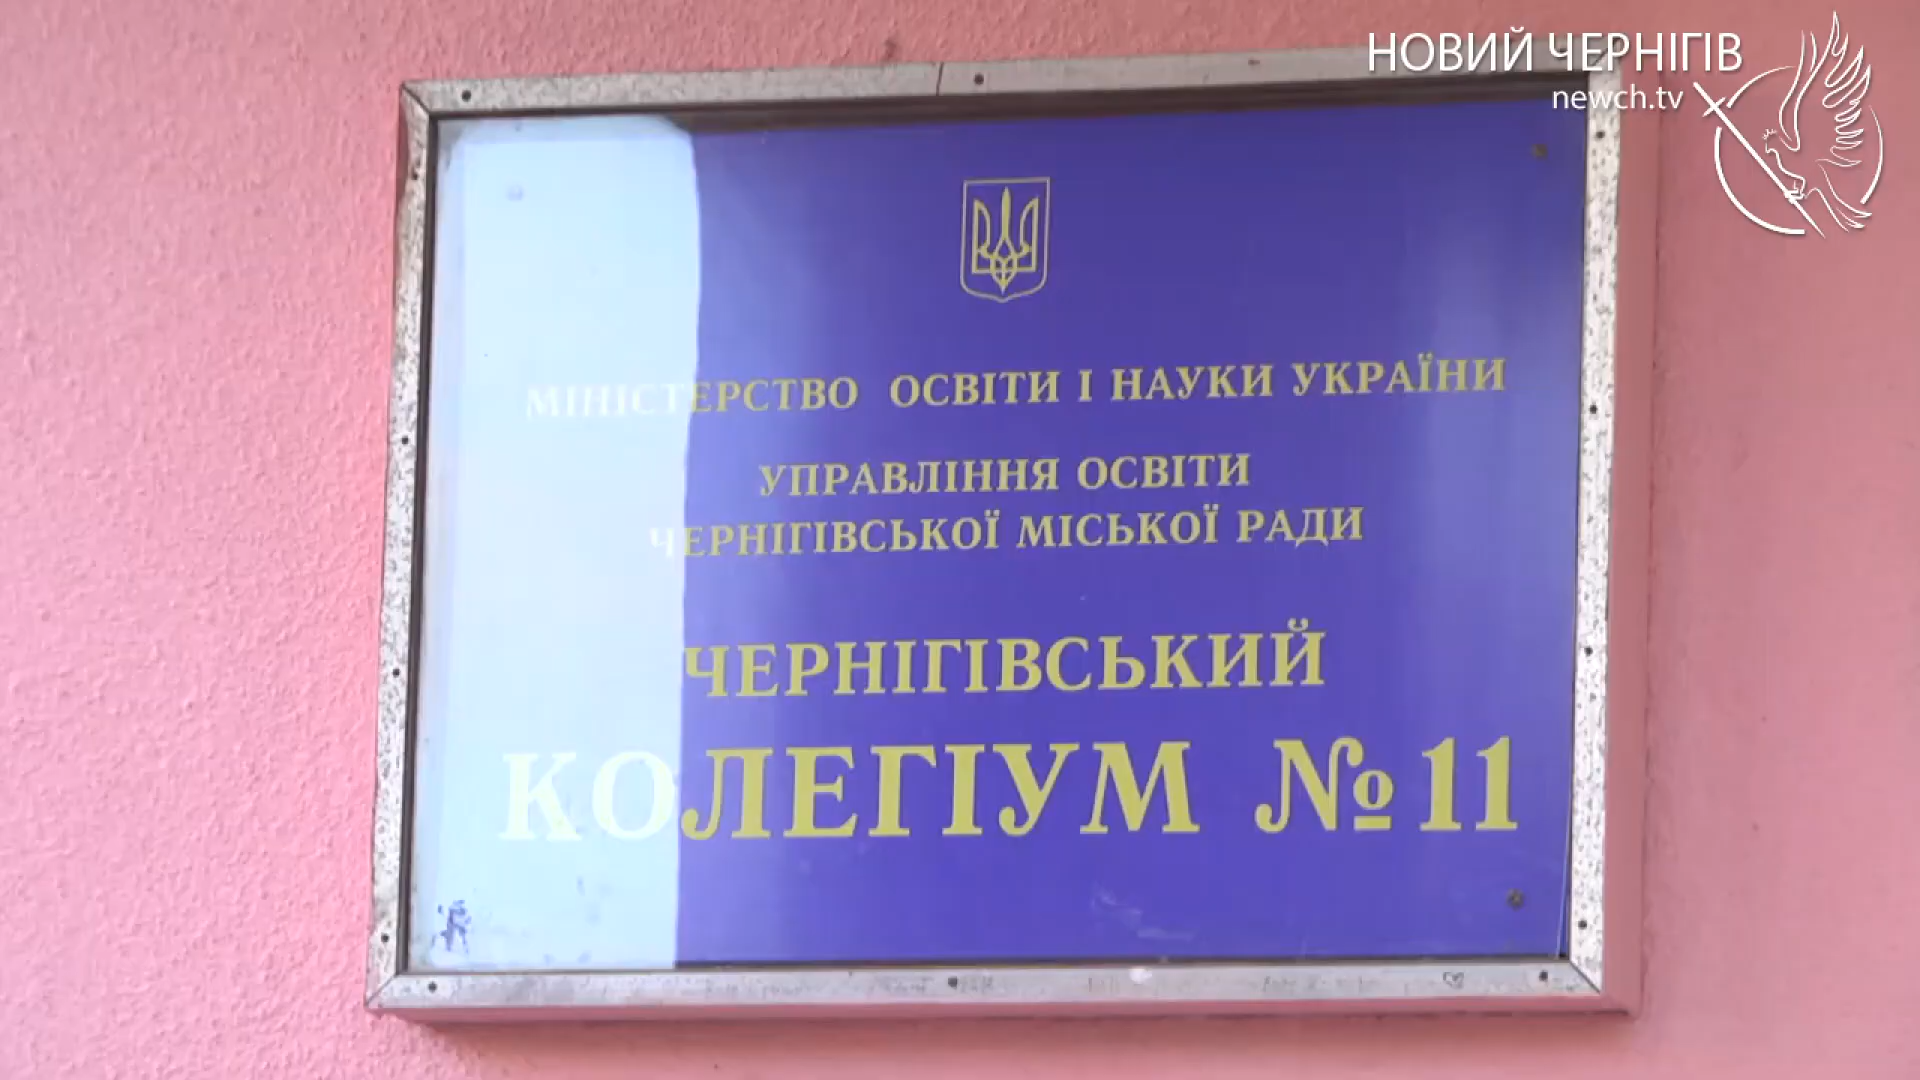 НОВИЙ ЧЕРНІГІВ
newch.tv
МІНІСТЕРСТВО ОСВІТИ І НАУКИ УКРАЇНИ
УПРАВЛІННЯ ОСВІТИ
ЧЕРНІГІВСЬКОЇ МІСЬКОЇ РАДИ
ЧЕРНІГІВСЬКИЙ
КОЛЕГІУМ №11